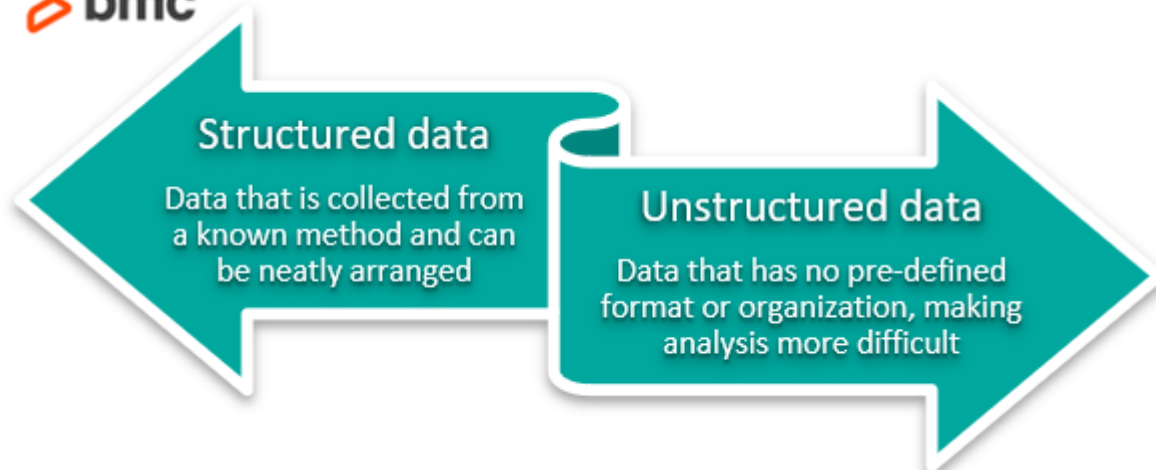 bmc
Structured data
Data that is collected from
a known method and can
be neatly arranged
Unstructured data
Data that has no pre-defined
format or organization, making
analysis more difficult